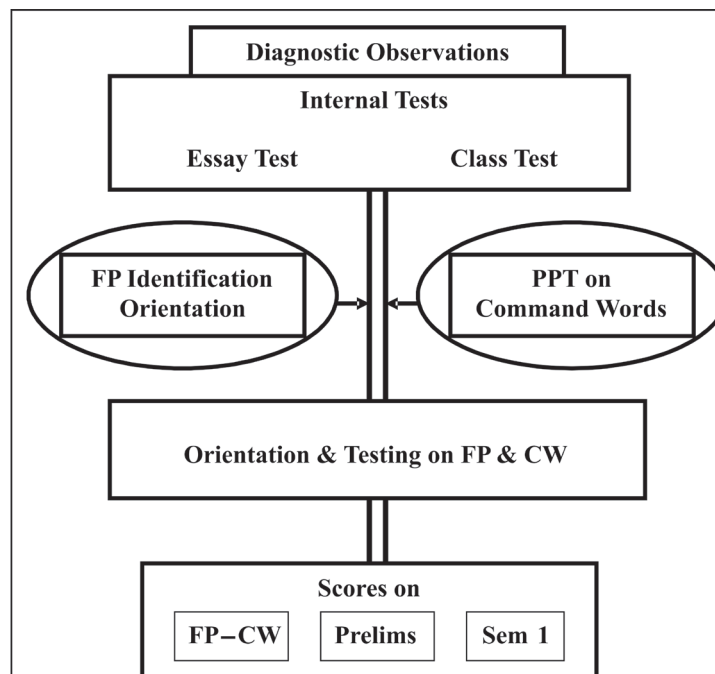 Diagnostic Observations
Internal Tests
Essay Test Class Test
FP Identification
Orientation
PPT on
Command Words
Orientation & Testing on FP & CW
Scores on
FP–CW Prelims Sem 1